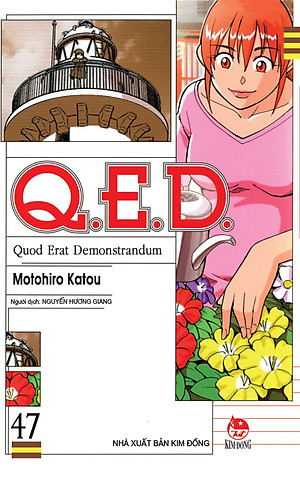 Q.E.D.
Quod Erat Demonstrandum
Motohiro Katou
Người dịch: NGUYỄN HƯƠNG GIANG
47
NHÀ XUẤT BẢN KIM ĐỒNG
KIM ĐỒNG